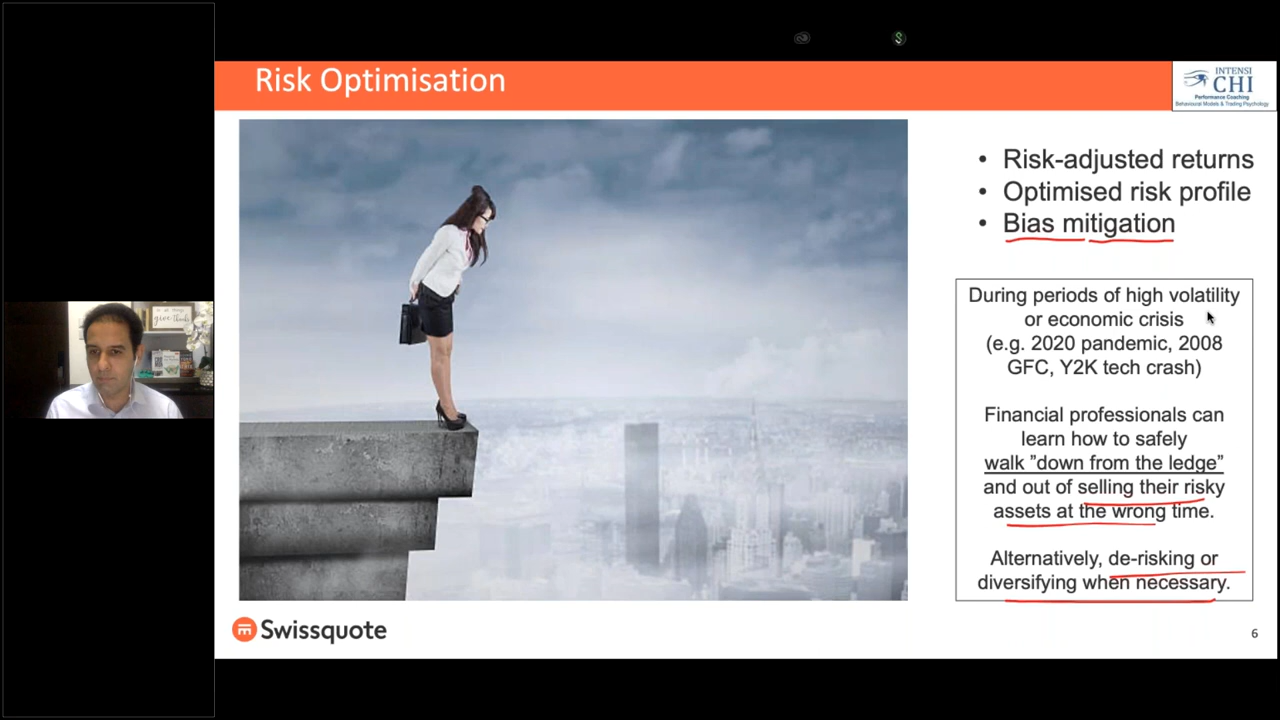 Risk Optimisation
INTENSI
CHI
Performance Coaching
Behavioural Models & Trading Psychology
• Risk-adjusted returns
• Optimised risk profile
• Bias mitigation
During periods of high volatility
or economic crisis
(e.g. 2020 pandemic, 2008
GFC, Y2K tech crash)
Financial professionals can
learn how to safely
walk ”down from the ledge”
and out of selling their risky
assets at the wrong time.
Alternatively, de-risking or
diversifying when necessary.
give thanks
Swissquote
6